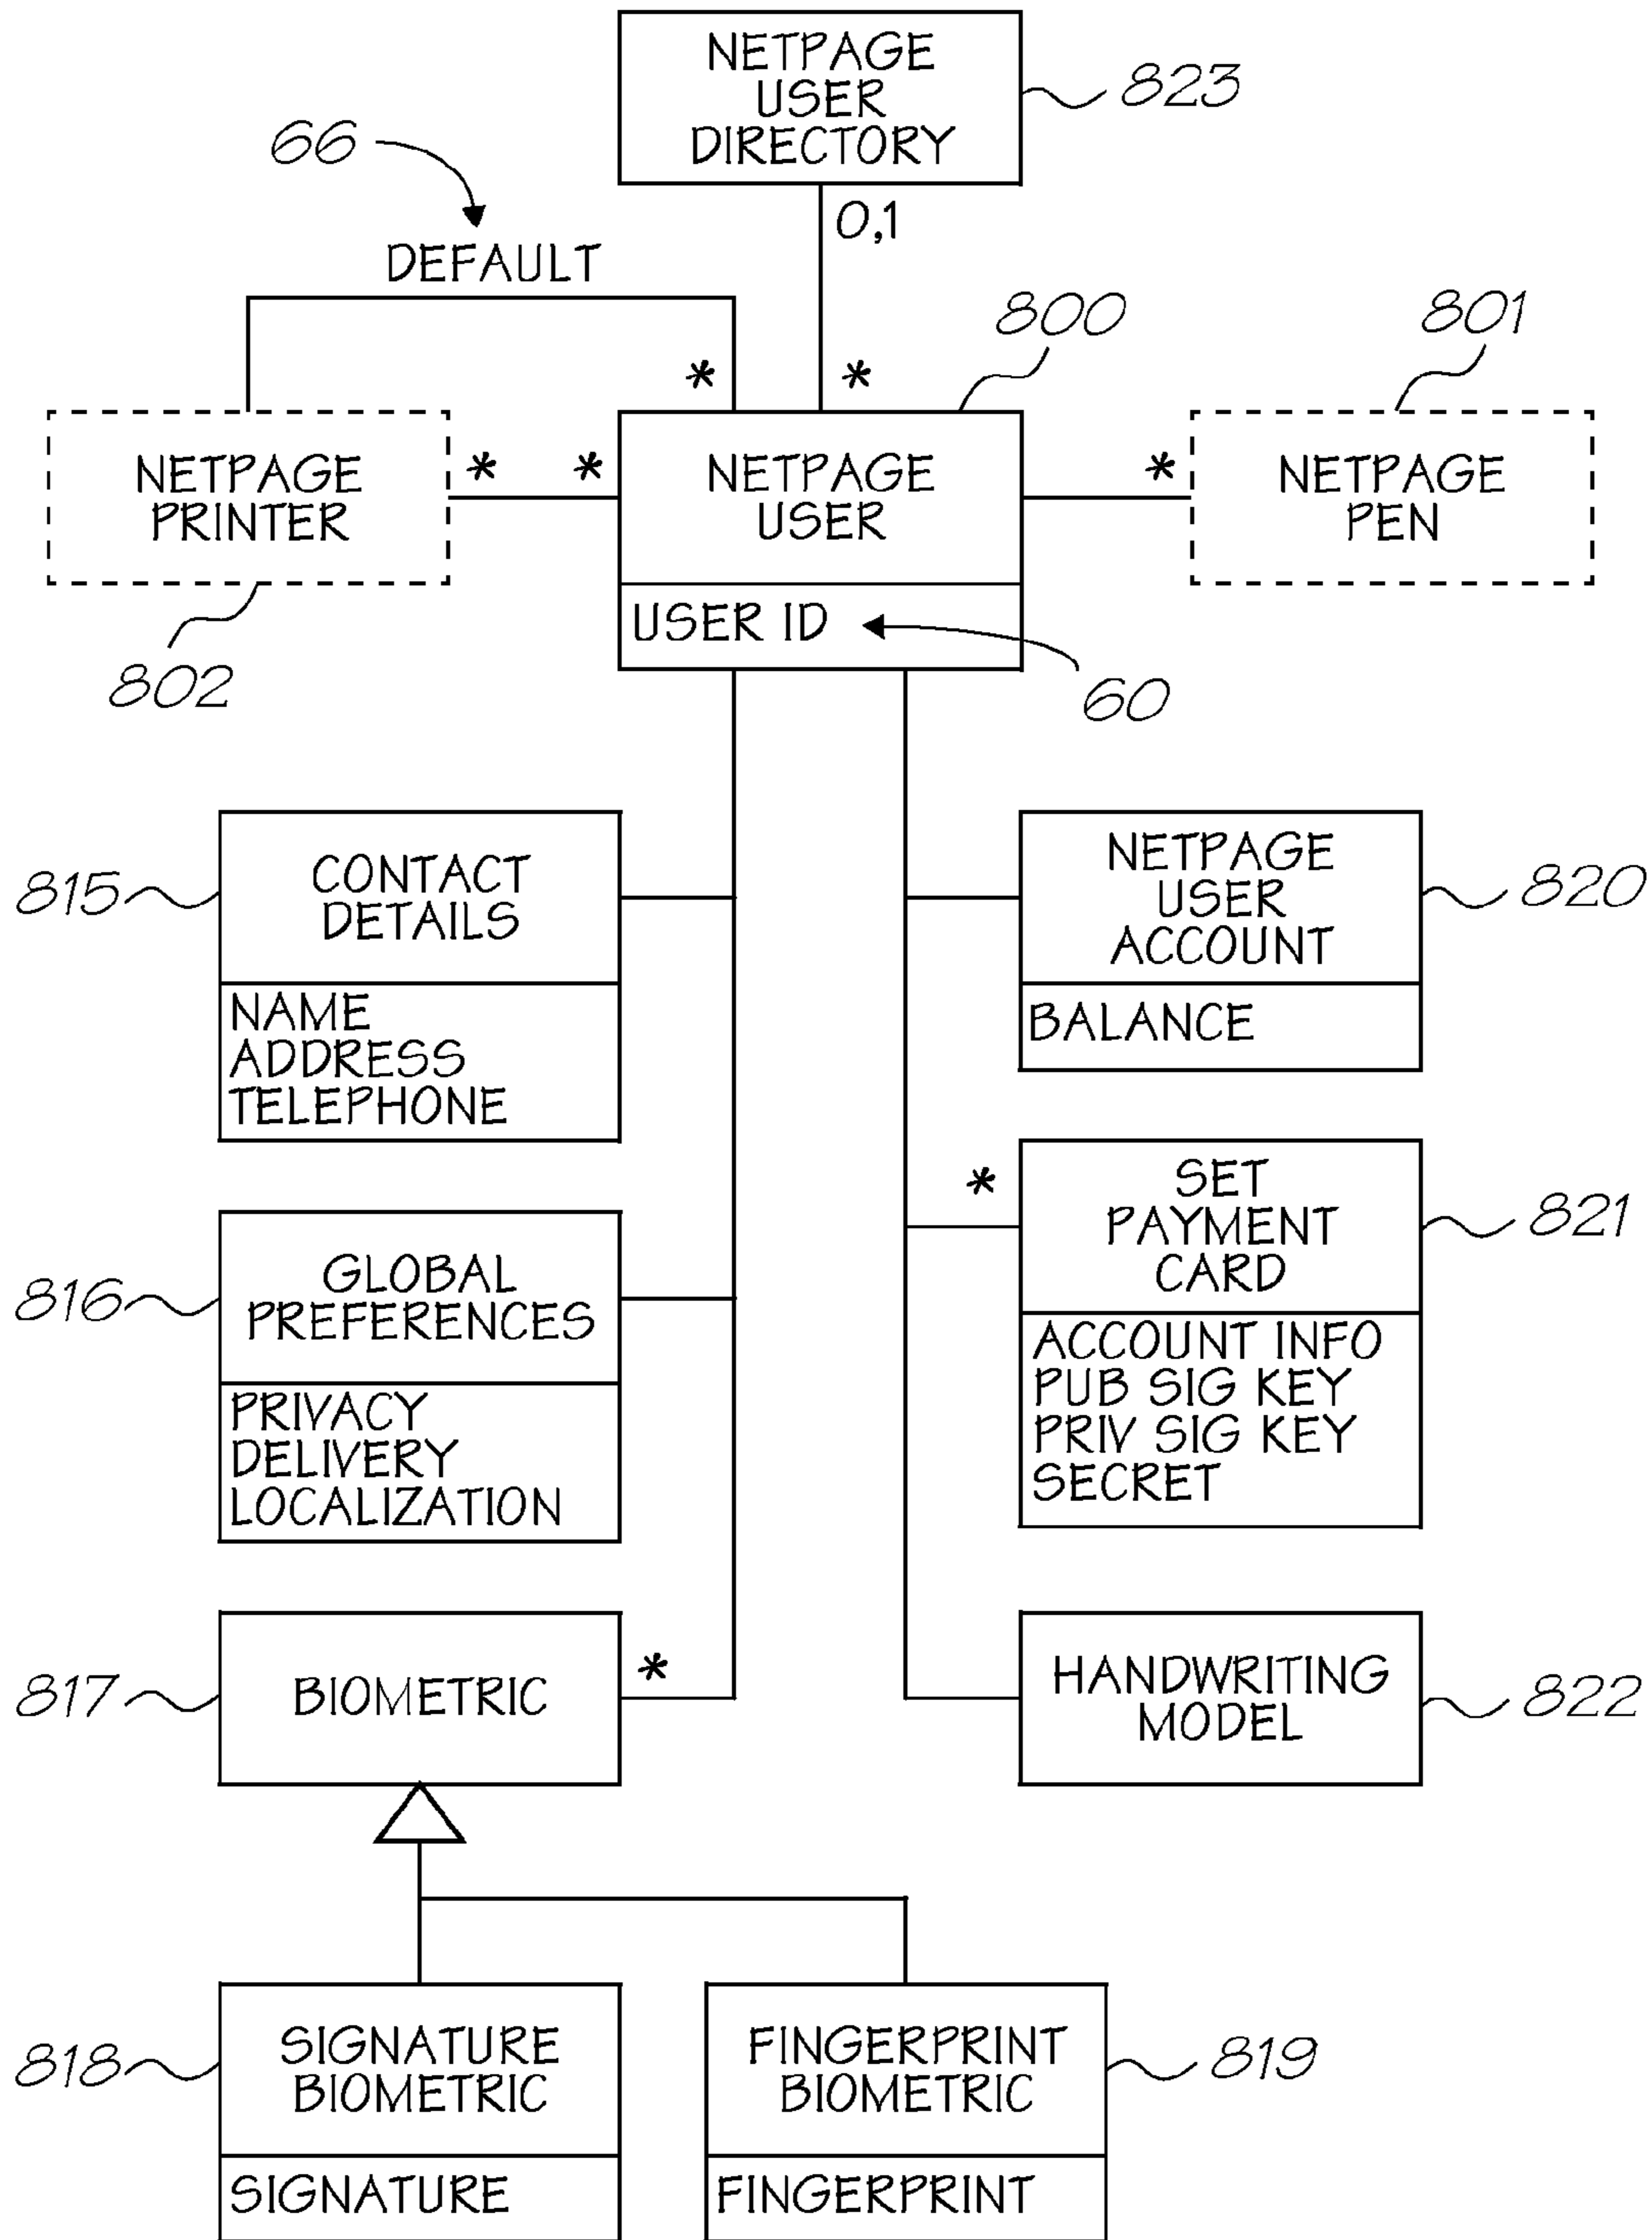 NETPAGE
USER
DIRECTORY
823
66
0,1
DEFAULT
800
801
*
*
NETPAGE
PRINTER
*
*
NETPAGE
USER
*
NETPAGE
PEN
USER ID
802
60
815
CONTACT
DETAILS
NAME
ADDRESS
TELEPHONE
NETPAGE
USER
ACCOUNT
820
BALANCE
816
GLOBAL
PREFERENCES
PRIVACY
DELIVERY
LOCALIZATION
*
SET
PAYMENT
CARD
821
ACCOUNT INFO
PUB SIG KEY
PRIV SIG KEY
SECRET
817
BIOMETRIC
*
HANDWRITING
MODEL
822
818
SIGNATURE
BIOMETRIC
SIGNATURE
FINGERPRINT
BIOMETRIC
819
FINGERPRINT